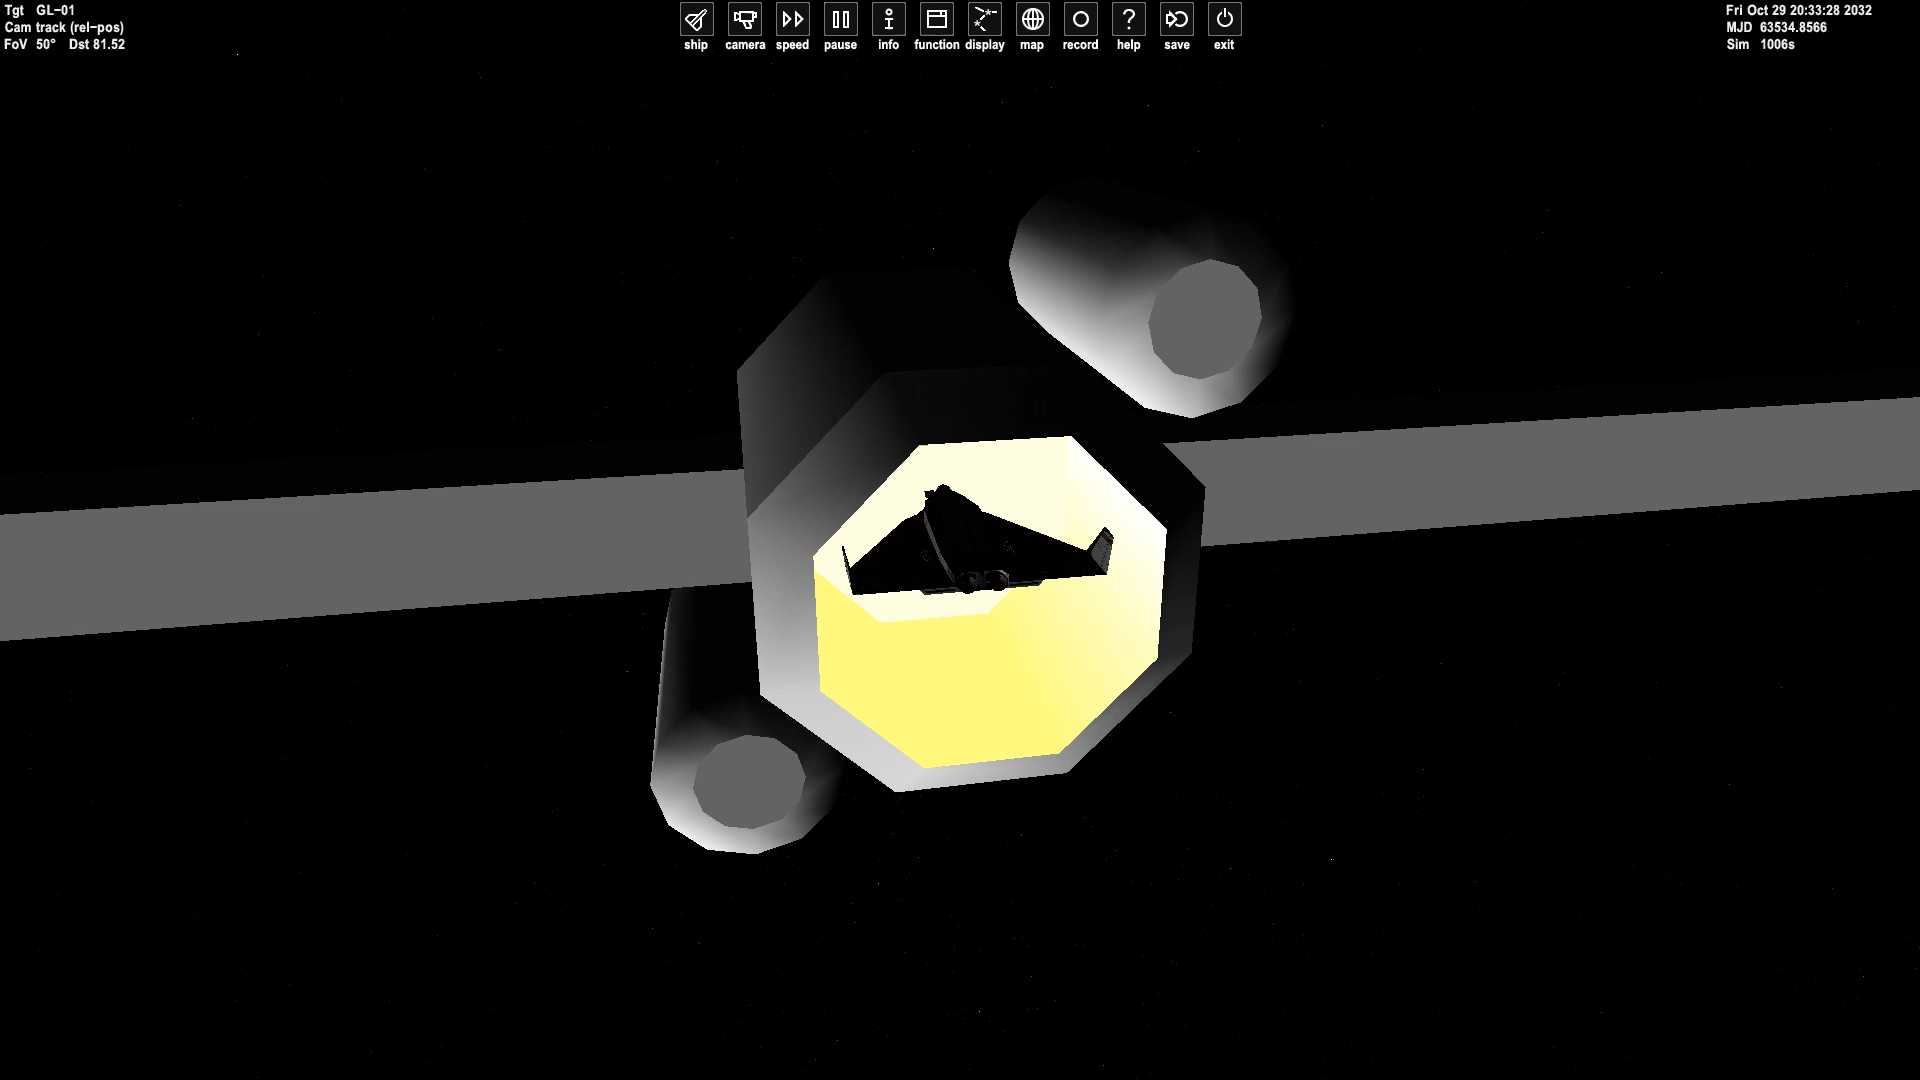 Tgt GL-01
Cam track (rel-pos)
FoV 50° Dst 81.52
ship camera speed pause info function display map record help save exit
Fri Oct 29 20:33:28 2032
MJD 63534.8566
Sim 1006s